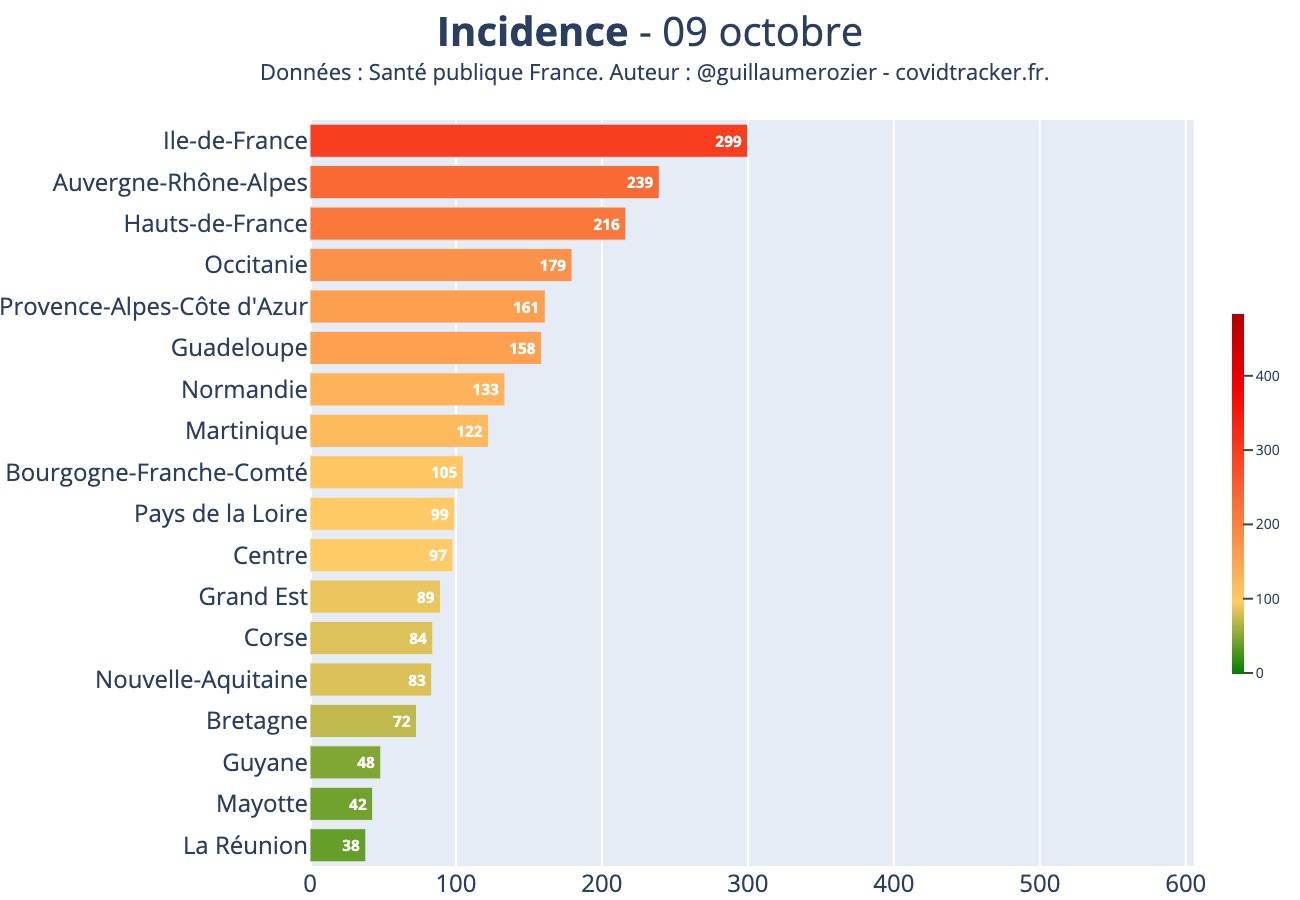 Incidence - 09 octobre
Données : Santé publique France. Auteur : @guillaumerozier - covidtracker.fr.
Ile-de-France 299
Auvergne-Rhône-Alpes 239
Hauts-de-France 216
Occitanie 179
Provence-Alpes-Côte d'Azur 161
Guadeloupe 158
Normandie 133
Martinique 122
Bourgogne-Franche-Comté 105
Pays de la Loire 99
Centre 97
Grand Est 89
Corse 84
Nouvelle-Aquitaine 83
Bretagne 72
Guyane 48
Mayotte 42
La Réunion 38
0 100 200 300 400 500 600
400
300
200
100
0